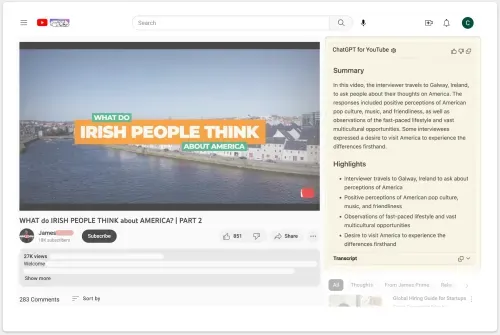 Search
C
WHAT DO
IRISH PEOPLE THINK
ABOUT AMERICA?
WHAT do IRISH PEOPLE THINK about AMERICA? | PART 2
James
Subscribe
851
Share
27K views
Welcome
Show more
283 Comments
Sort by
ChatGPT for YouTube
Summary
In this video, the interviewer travels to Galway, Ireland,
to ask people about their thoughts on America. The
responses included positive perceptions of American
pop culture, music, and friendliness, as well as
observations of the fast-paced lifestyle and vast
multicultural opportunities. Some interviewees
expressed a desire to visit America to experience the
differences firsthand.
Highlights
• Interviewer travels to Galway, Ireland to ask about
perceptions of America
• Positive perceptions of American pop culture,
music, and friendliness
• Observations of fast-paced lifestyle and vast
multicultural opportunities
• Desire to visit America to experience the
differences firsthand
Transcript
All
Thoughts
From James Prime
Rela
Global Hiring Guide for Startups